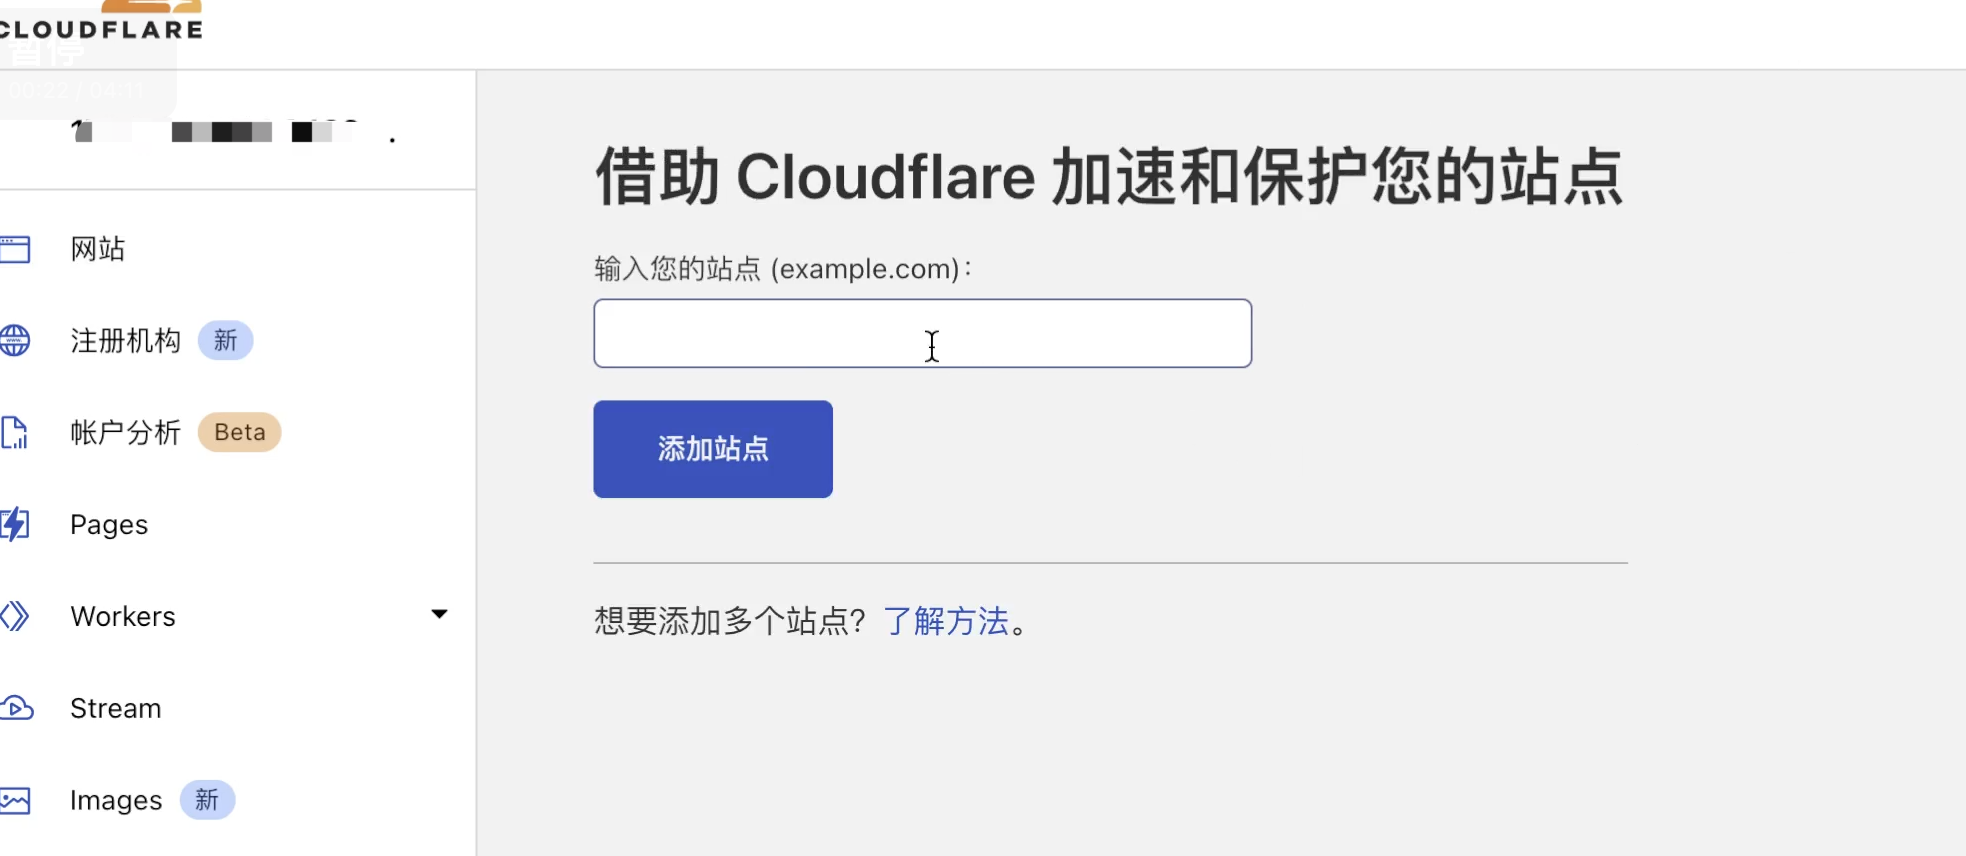 CLOUDFLARE
暂停
00:22 / 04:11
借助 Cloudflare 加速和保护您的站点
输入您的站点 (example.com)：
添加站点
想要添加多个站点？了解方法。
网站
注册机构 新
帐户分析 Beta
Pages
Workers
Stream
Images 新